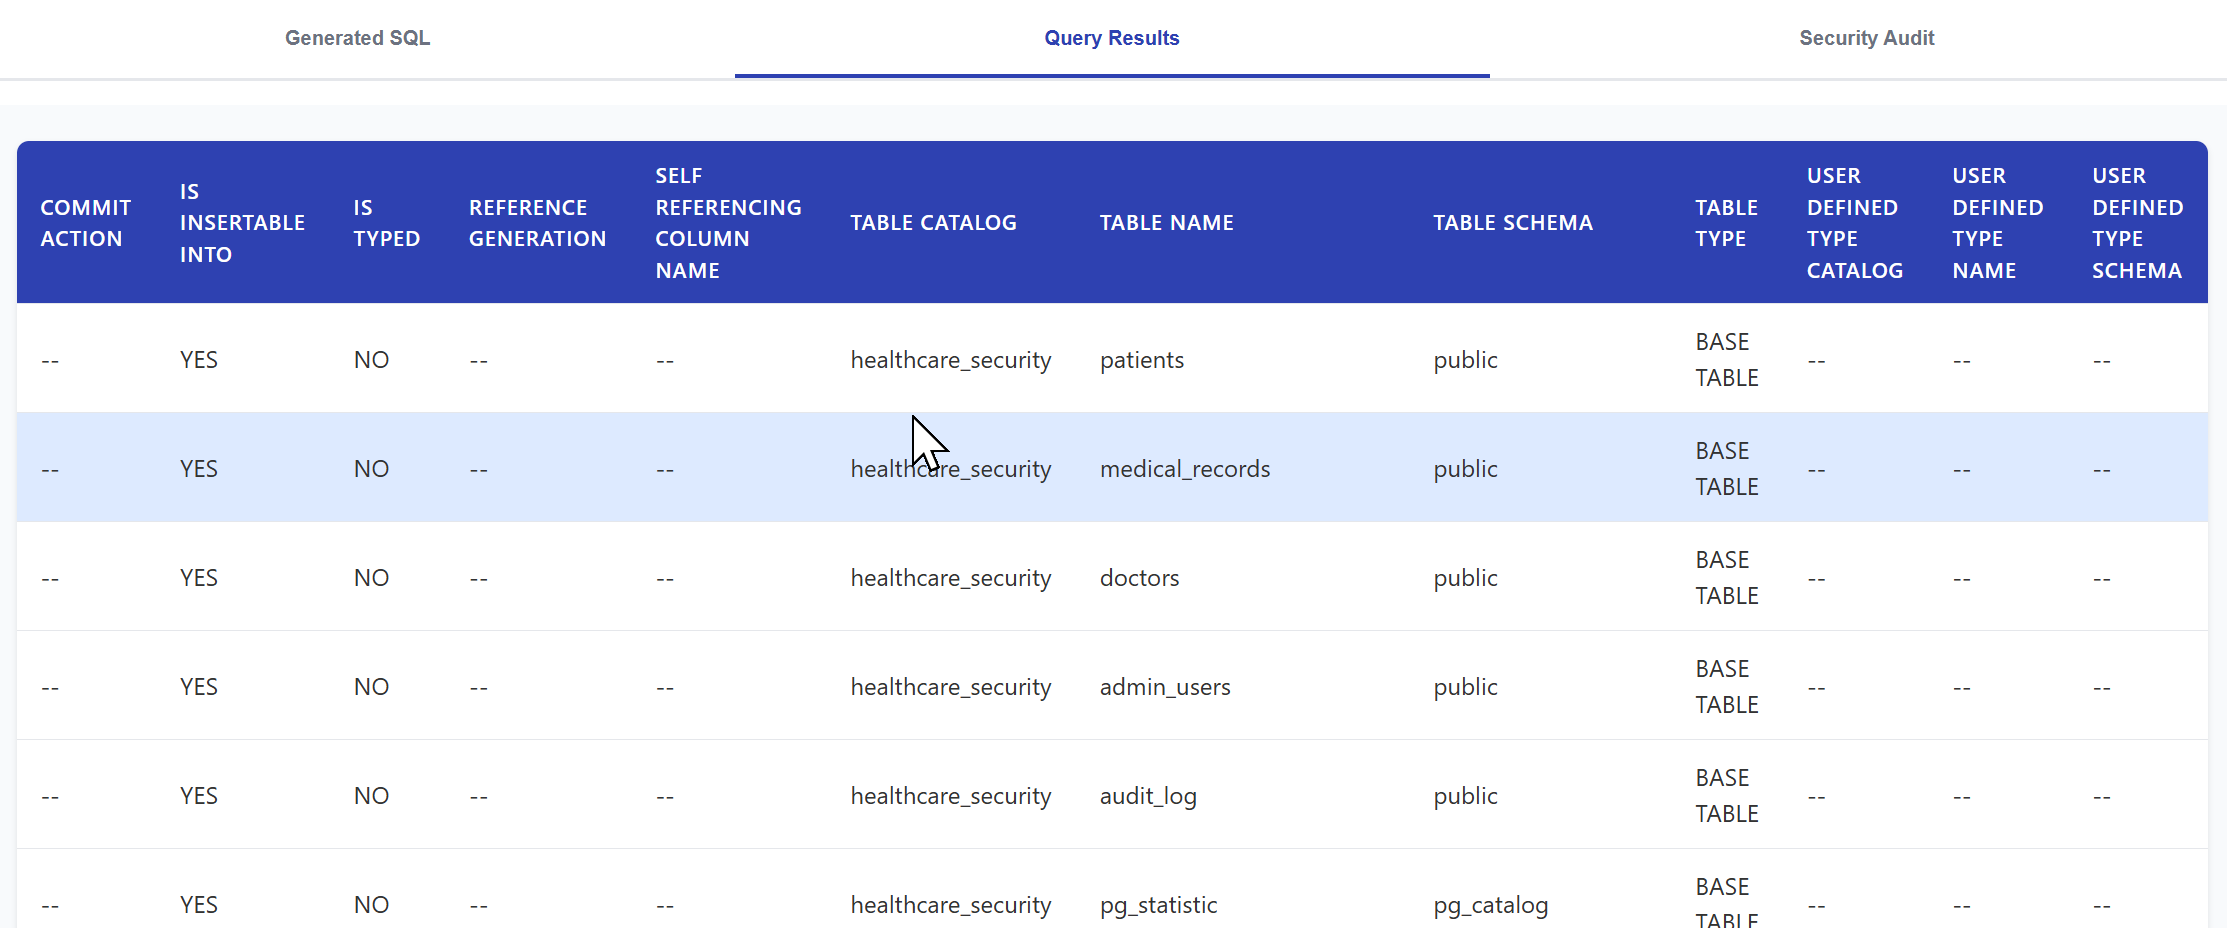 Generated SQL Query Results Security Audit
COMMIT ACTION IS INSERTABLE INTO IS TYPED REFERENCE GENERATION SELF REFERENCING COLUMN NAME TABLE CATALOG TABLE NAME TABLE SCHEMA TABLE TYPE USER DEFINED TYPE CATALOG USER DEFINED TYPE NAME USER DEFINED TYPE SCHEMA
-- YES NO -- -- healthcare_security patients public BASE TABLE -- -- --
-- YES NO -- -- healthcare_security medical_records public BASE TABLE -- -- --
-- YES NO -- -- healthcare_security doctors public BASE TABLE -- -- --
-- YES NO -- -- healthcare_security admin_users public BASE TABLE -- -- --
-- YES NO -- -- healthcare_security audit_log public BASE TABLE -- -- --
-- YES NO -- -- healthcare_security pg_statistic pg_catalog BASE TABLE -- -- --